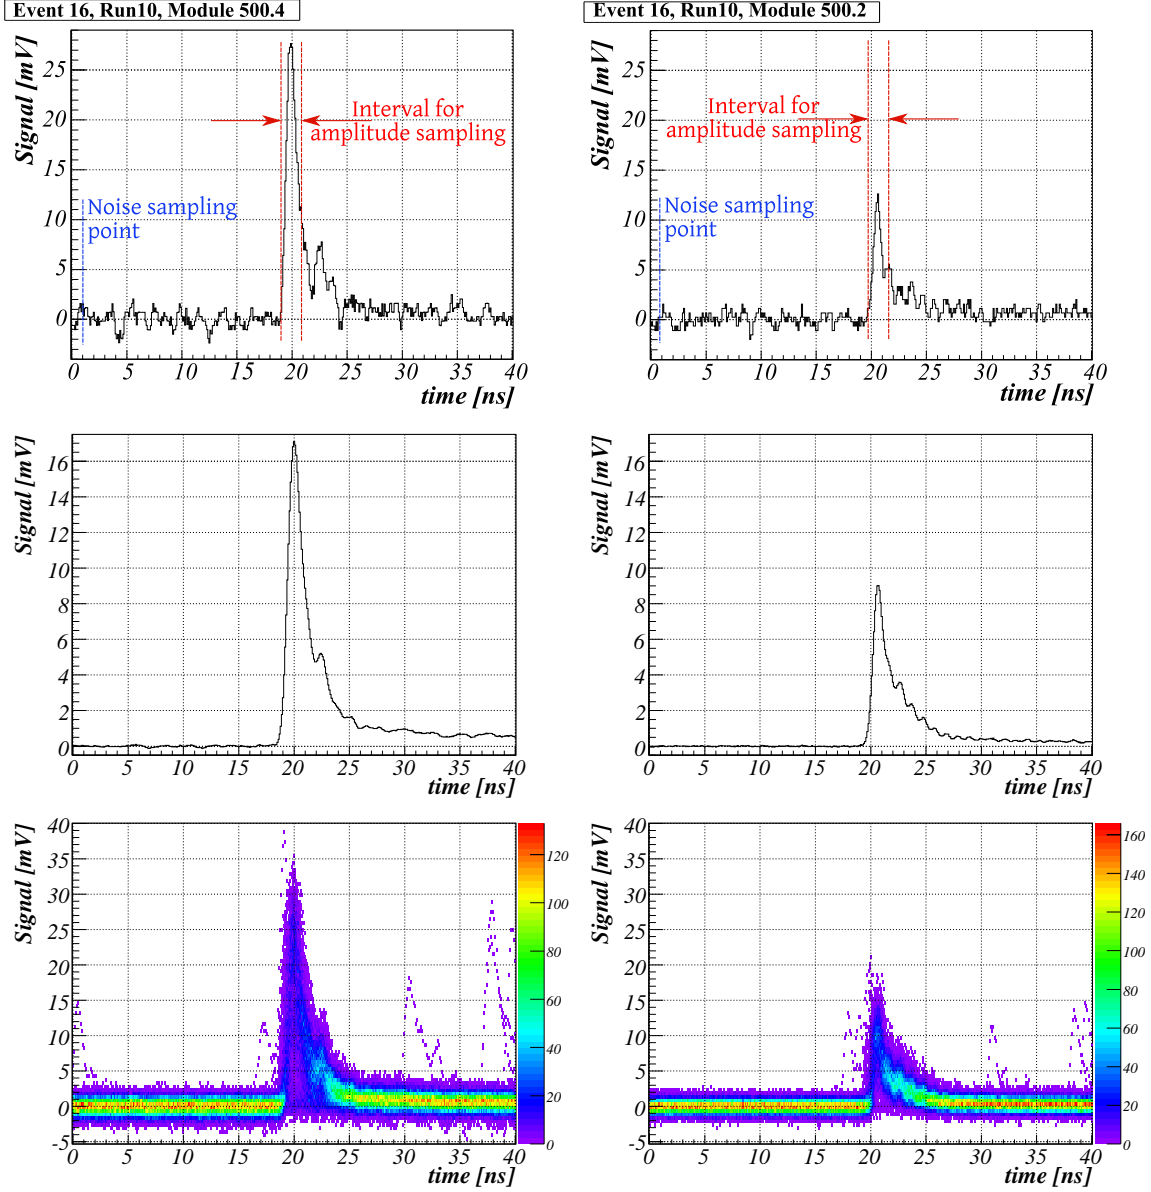 Event 16, Run10, Module 500.4
Signal [mV]
25
20
15
10
5
0
Interval for
amplitude sampling
Noise sampling
point
0 5 10 15 20 25 30 35 40
time [ns]
Event 16, Run10, Module 500.2
Signal [mV]
25
20
15
10
5
0
Interval for
amplitude sampling
Noise sampling
point
0 5 10 15 20 25 30 35 40
time [ns]
Signal [mV]
16
14
12
10
8
6
4
2
0
0 5 10 15 20 25 30 35 40
time [ns]
Signal [mV]
16
14
12
10
8
6
4
2
0
0 5 10 15 20 25 30 35 40
time [ns]
Signal [mV]
40
35
30
25
20
15
10
5
0
-5
0 5 10 15 20 25 30 35 40
time [ns]
120
100
80
60
40
20
0
Signal [mV]
40
35
30
25
20
15
10
5
0
-5
0 5 10 15 20 25 30 35 40
time [ns]
160
140
120
100
80
60
40
20
0